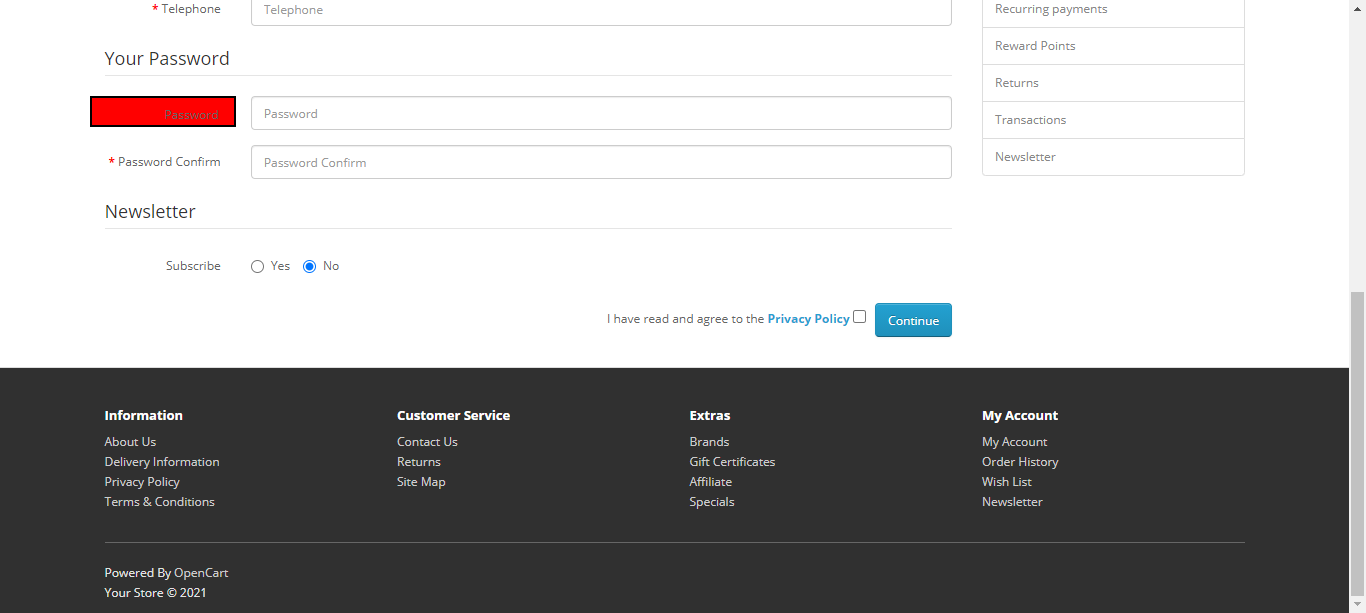 * Telephone
Telephone
Your Password
Password
Password
* Password Confirm
Password Confirm
Newsletter
Subscribe
Yes
No
I have read and agree to the Privacy Policy
Continue
Recurring payments
Reward Points
Returns
Transactions
Newsletter
Information
About Us
Delivery Information
Privacy Policy
Terms & Conditions
Customer Service
Contact Us
Returns
Site Map
Extras
Brands
Gift Certificates
Affiliate
Specials
My Account
My Account
Order History
Wish List
Newsletter
Powered By OpenCart
Your Store © 2021